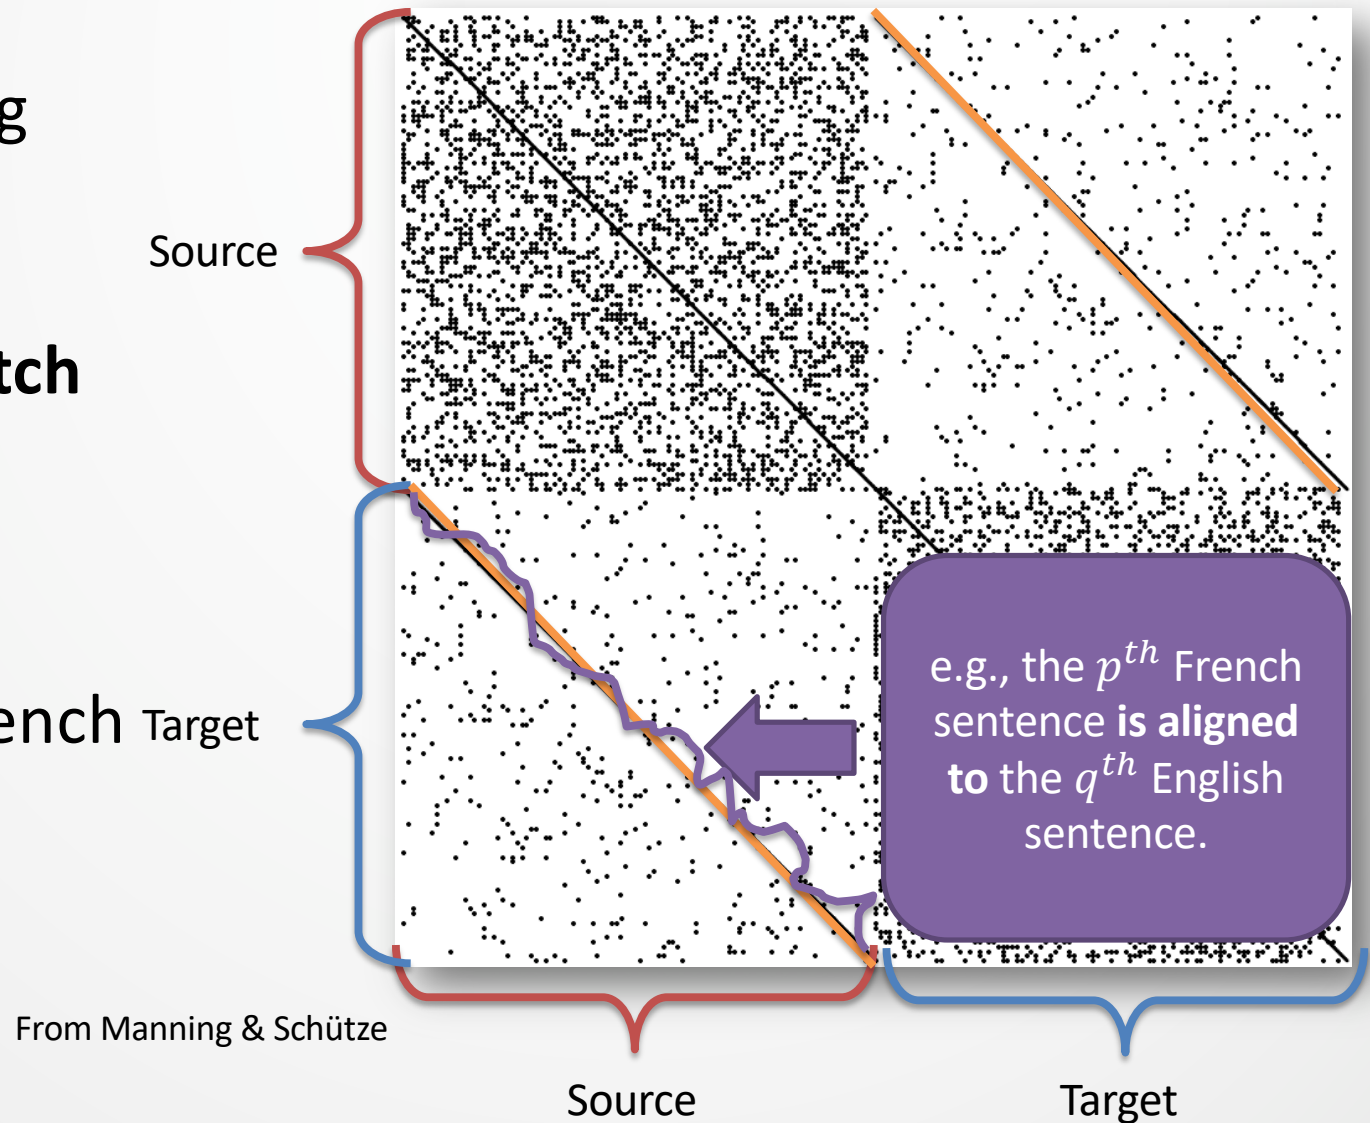 g
Source
tch
ench
Target
e.g., the pᵗʰ French
sentence is aligned
to the qᵗʰ English
sentence.
From Manning & Schütze
Source
Target